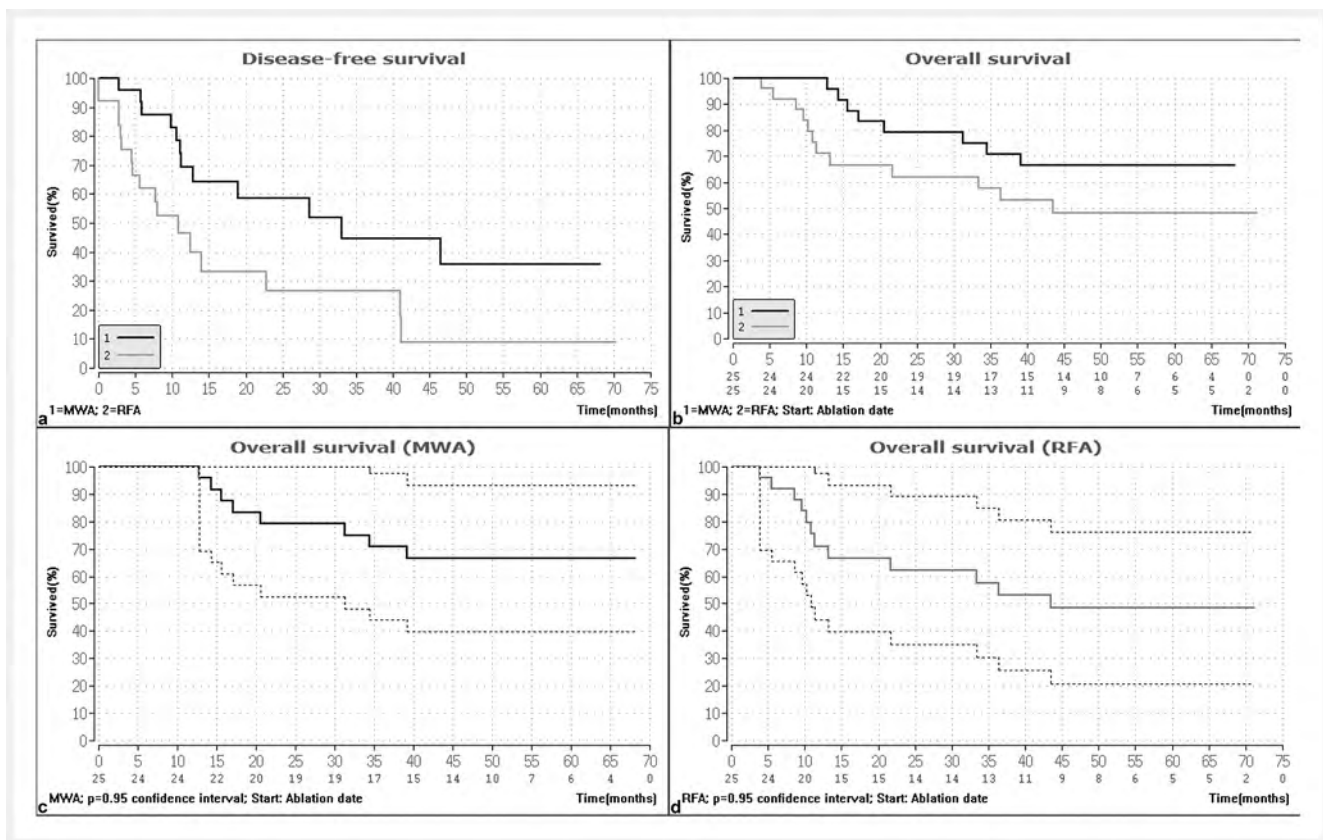 Disease-free survival
100
90
80
70
60
50
40
30
20
10
0
Survived(%)
1
2
0 5 10 15 20 25 30 35 40 45 50 55 60 65 70 75
a 1=MWA; 2=RFA Time(months)
Overall survival
100
90
80
70
60
50
40
30
20
10
0
Survived(%)
1
2
0 5 10 15 20 25 30 35 40 45 50 55 60 65 70 75
25 24 24 22 20 19 19 17 15 14 10 7 6 4 0 0
25 24 20 15 15 14 14 13 11 9 8 6 5 5 2 0
b 1=MWA; 2=RFA; Start: Ablation date Time(months)
Overall survival (MWA)
100
90
80
70
60
50
40
30
20
10
0
Survived(%)
0 5 10 15 20 25 30 35 40 45 50 55 60 65 70
25 24 24 22 20 19 19 17 15 14 10 7 6 4 0
c MWA; p=0.95 confidence interval; Start: Ablation date Time(months)
Overall survival (RFA)
100
90
80
70
60
50
40
30
20
10
0
Survived(%)
0 5 10 15 20 25 30 35 40 45 50 55 60 65 70 75
25 24 20 15 15 14 14 13 11 9 8 6 5 5 2 0
d RFA; p=0.95 confidence interval; Start: Ablation date Time(months)